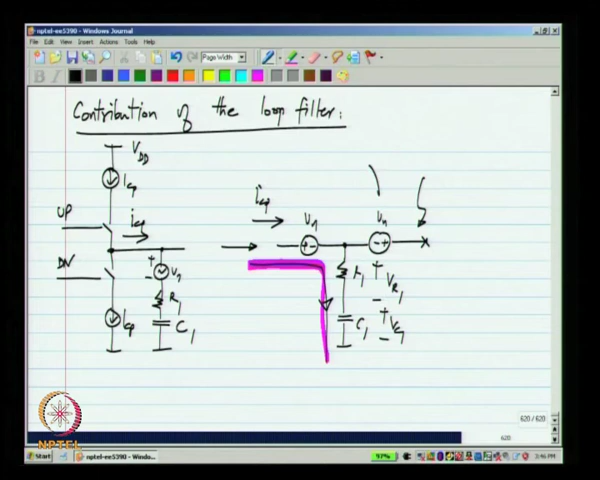 nptel-ee5390 - Windows Journal
File Edit View Insert Actions Tools Help
Page Width
B I
Contribution of the loop filter:
VDD
Icp
UP
icp
DN
+ Vn -
R1
Icp
C1
icp
Vn
+ -
Vn
- +
R1
+ VR1 -
C1
+ VC1 -
620 / 620
620
NPTEL
Start
nptel-ee5390 - Windo...
97%
3:46 PM